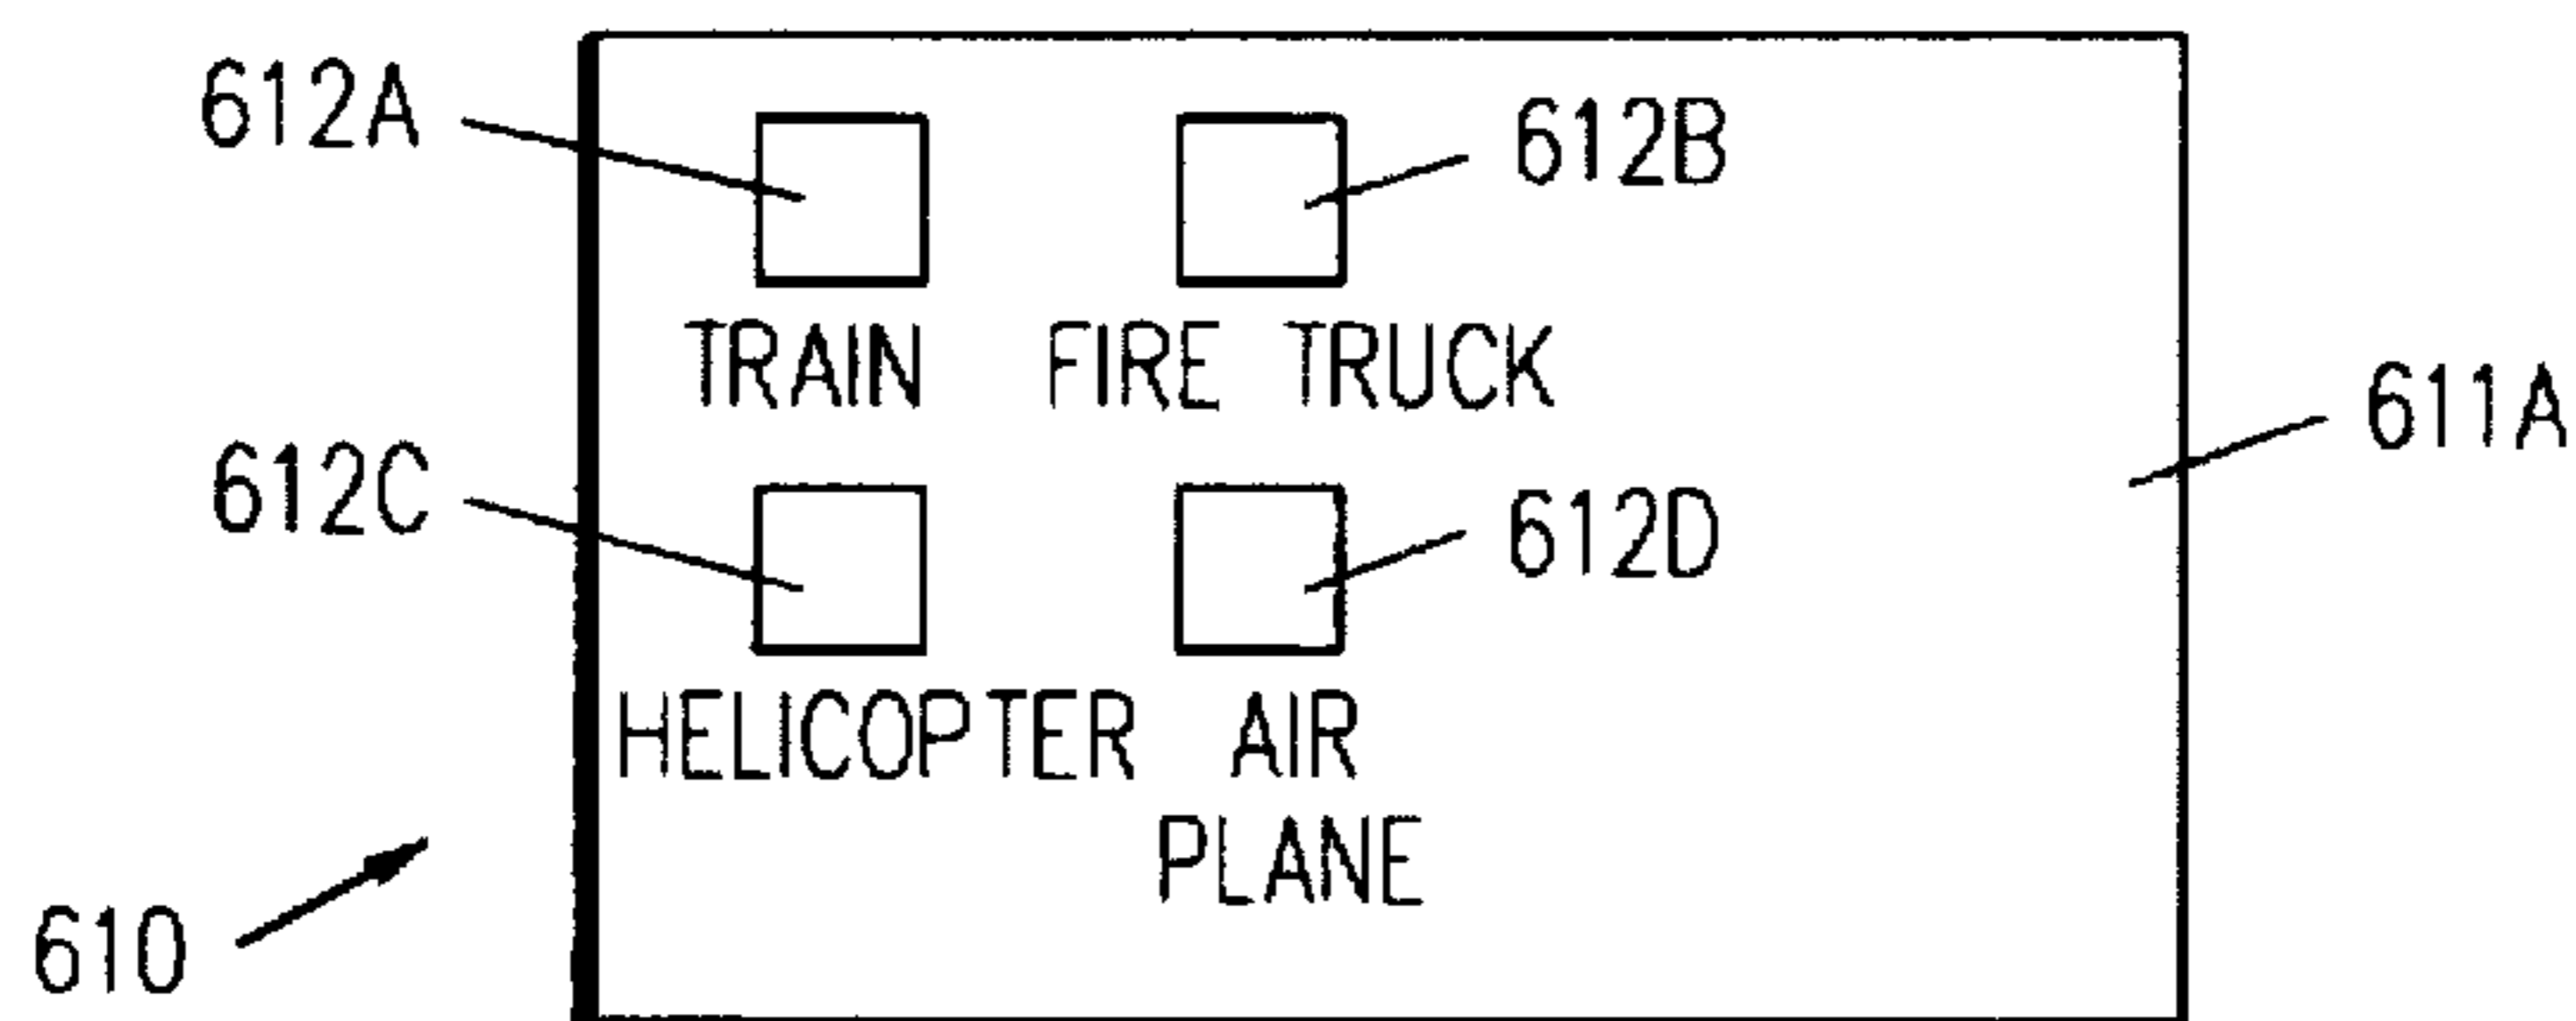 612A
612B
TRAIN FIRE TRUCK
611A
612C
612D
HELICOPTER AIR
PLANE
610